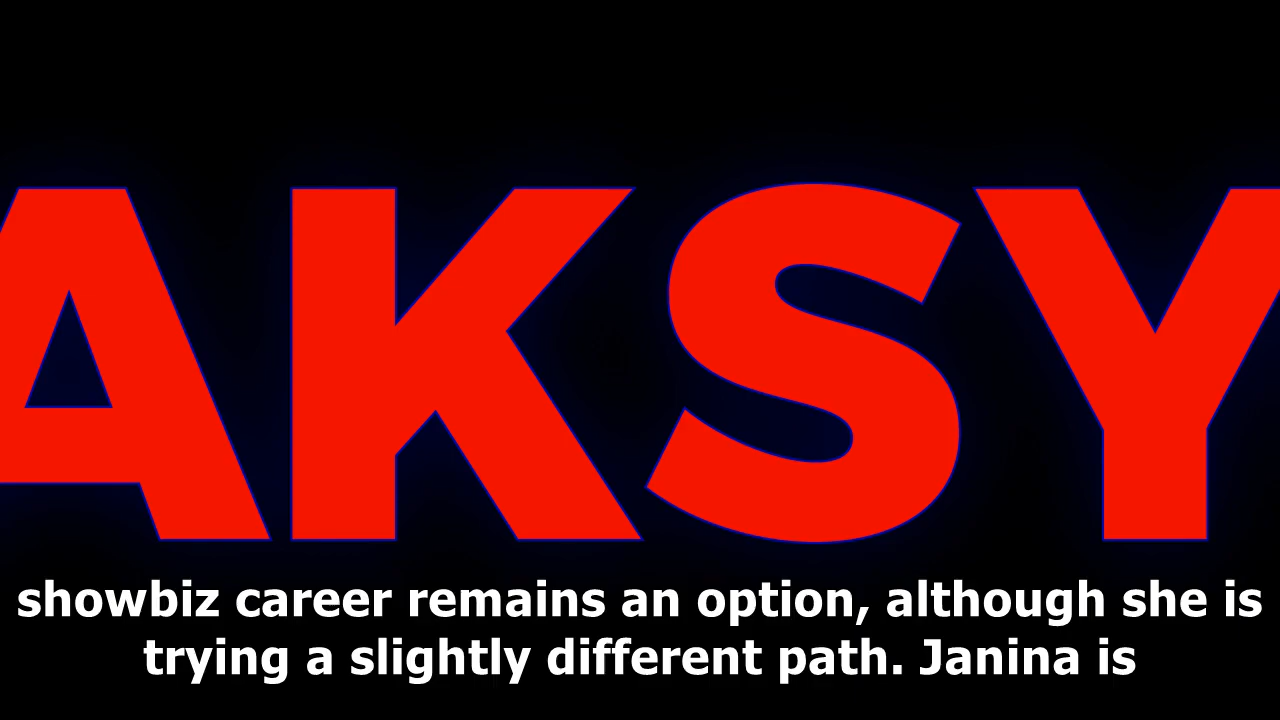 AKSY
showbiz career remains an option, although she is
trying a slightly different path. Janina is